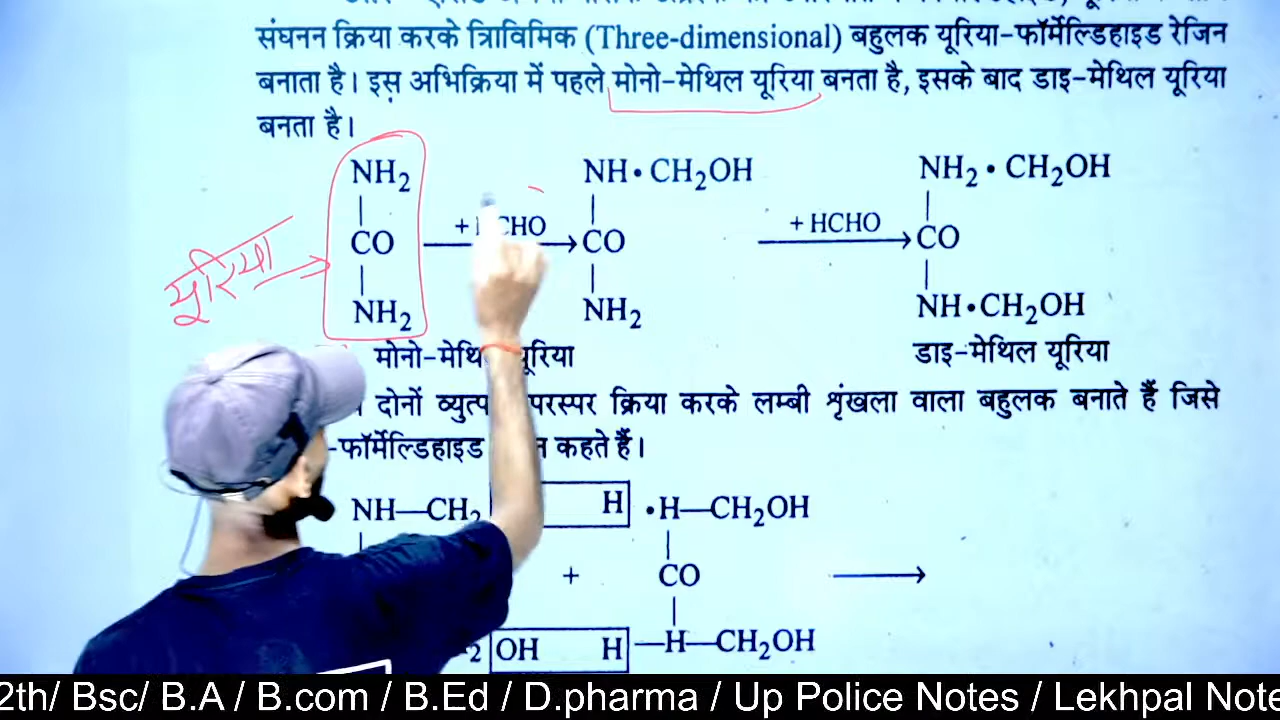 संघनन क्रिया करके त्रिाविमिक (Three-dimensional) बहुलक यूरिया-फॉर्मेल्डिहाइड रेजिन
बनाता है। इस अभिक्रिया में पहले मोनो-मेथिल यूरिया बनता है, इसके बाद डाइ-मेथिल यूरिया
बनता है।
NH₂ NH•CH₂OH NH₂•CH₂OH
CO +HCHO CO +HCHO CO
NH₂ NH₂ NH•CH₂OH
यूरिया
मोनो-मेथि यूरिया डाइ-मेथिल यूरिया
दोनों व्युत्प परस्पर क्रिया करके लम्बी शृंखला वाला बहुलक बनाते हैं जिसे
-फॉर्मेल्डिहाइड कहते हैं।
NH—CH₂ H •H—CH₂OH
+ CO
₂ OH H —H—CH₂OH
2th/ Bsc/ B.A / B.com / B.Ed / D.pharma / Up Police Notes / Lekhpal Note